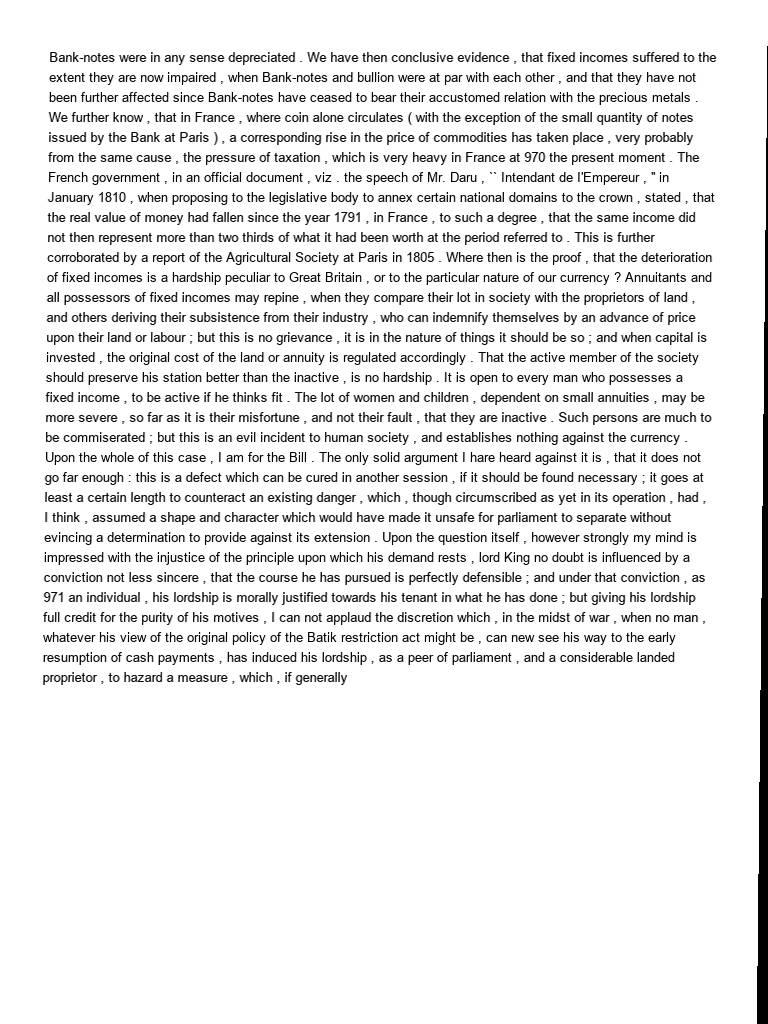 Bank-notes were in any sense depreciated . We have then conclusive evidence , that fixed incomes suffered to the
extent they are now impaired , when Bank-notes and bullion were at par with each other , and that they have not
been further affected since Bank-notes have ceased to bear their accustomed relation with the precious metals .
We further know , that in France , where coin alone circulates ( with the exception of the small quantity of notes
issued by the Bank at Paris ) , a corresponding rise in the price of commodities has taken place , very probably
from the same cause , the pressure of taxation , which is very heavy in France at 970 the present moment . The
French government , in an official document , viz . the speech of Mr. Daru , `` Intendant de I'Empereur , '' in
January 1810 , when proposing to the legislative body to annex certain national domains to the crown , stated , that
the real value of money had fallen since the year 1791 , in France , to such a degree , that the same income did
not then represent more than two thirds of what it had been worth at the period referred to . This is further
corroborated by a report of the Agricultural Society at Paris in 1805 . Where then is the proof , that the deterioration
of fixed incomes is a hardship peculiar to Great Britain , or to the particular nature of our currency ? Annuitants and
all possessors of fixed incomes may repine , when they compare their lot in society with the proprietors of land ,
and others deriving their subsistence from their industry , who can indemnify themselves by an advance of price
upon their land or labour ; but this is no grievance , it is in the nature of things it should be so ; and when capital is
invested , the original cost of the land or annuity is regulated accordingly . That the active member of the society
should preserve his station better than the inactive , is no hardship . It is open to every man who possesses a
fixed income , to be active if he thinks fit . The lot of women and children , dependent on small annuities , may be
more severe , so far as it is their misfortune , and not their fault , that they are inactive . Such persons are much to
be commiserated ; but this is an evil incident to human society , and establishes nothing against the currency .
Upon the whole of this case , I am for the Bill . The only solid argument I hare heard against it is , that it does not
go far enough : this is a defect which can be cured in another session , if it should be found necessary ; it goes at
least a certain length to counteract an existing danger , which , though circumscribed as yet in its operation , had ,
I think , assumed a shape and character which would have made it unsafe for parliament to separate without
evincing a determination to provide against its extension . Upon the question itself , however strongly my mind is
impressed with the injustice of the principle upon which his demand rests , lord King no doubt is influenced by a
conviction not less sincere , that the course he has pursued is perfectly defensible ; and under that conviction , as
971 an individual , his lordship is morally justified towards his tenant in what he has done ; but giving his lordship
full credit for the purity of his motives , I can not applaud the discretion which , in the midst of war , when no man ,
whatever his view of the original policy of the Batik restriction act might be , can new see his way to the early
resumption of cash payments , has induced his lordship , as a peer of parliament , and a considerable landed
proprietor , to hazard a measure , which , if generally